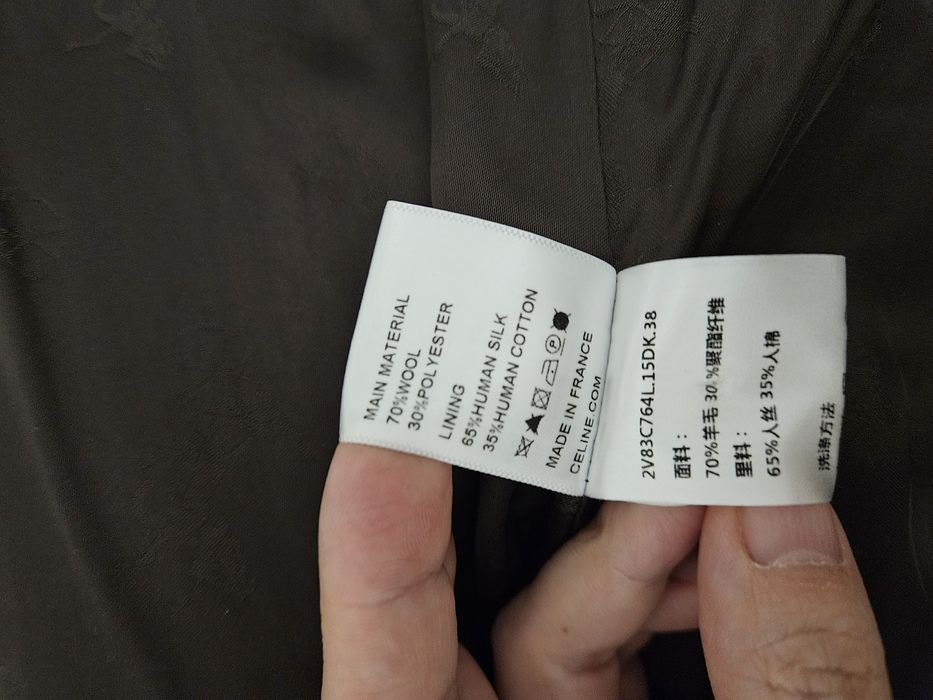 MAIN MATERIAL
70%WOOL
30%POLYESTER
LINING
65%HUMAN SILK
35%HUMAN COTTON
MADE IN FRANCE
CELINE.COM
2V83C764L.15DK.38
面料：
70%羊毛 30.%聚酯纤维
里料：
65%人丝 35%人棉
洗涤方法